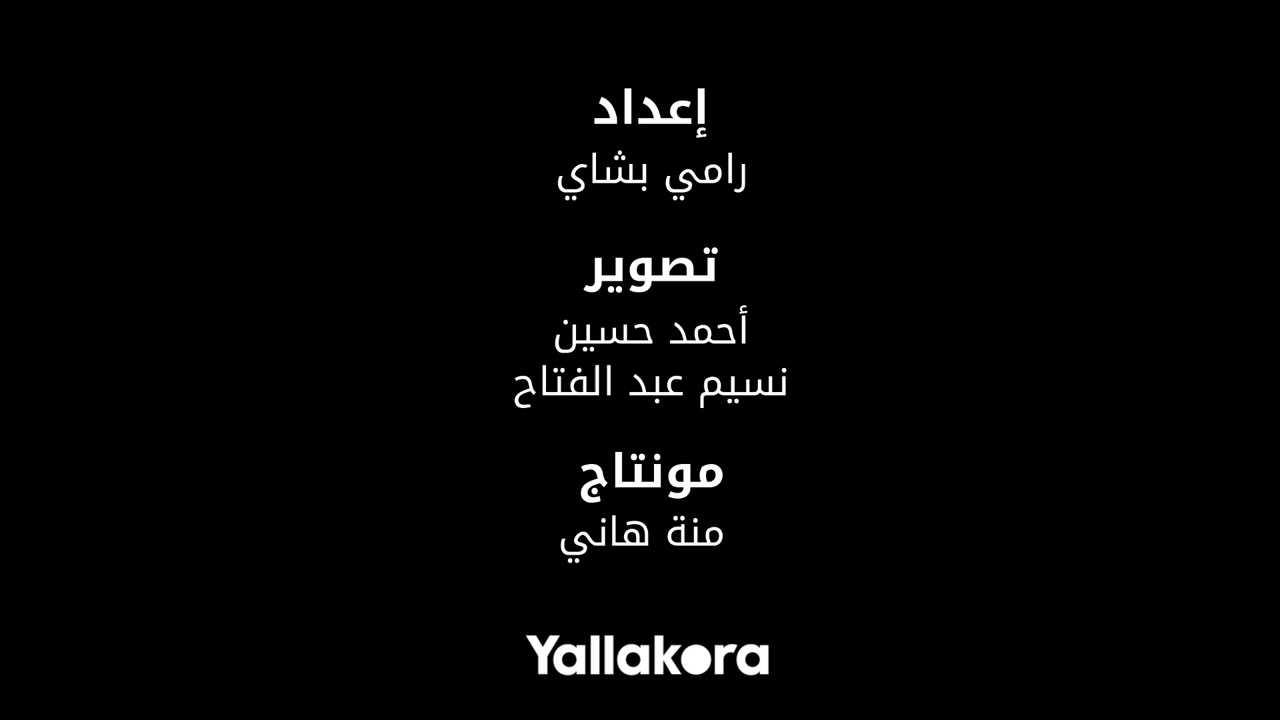 إعداد
رامي بشاي
تصوير
أحمد حسين
نسيم عبد الفتاح
مونتاج
منة هاني
Yallakora